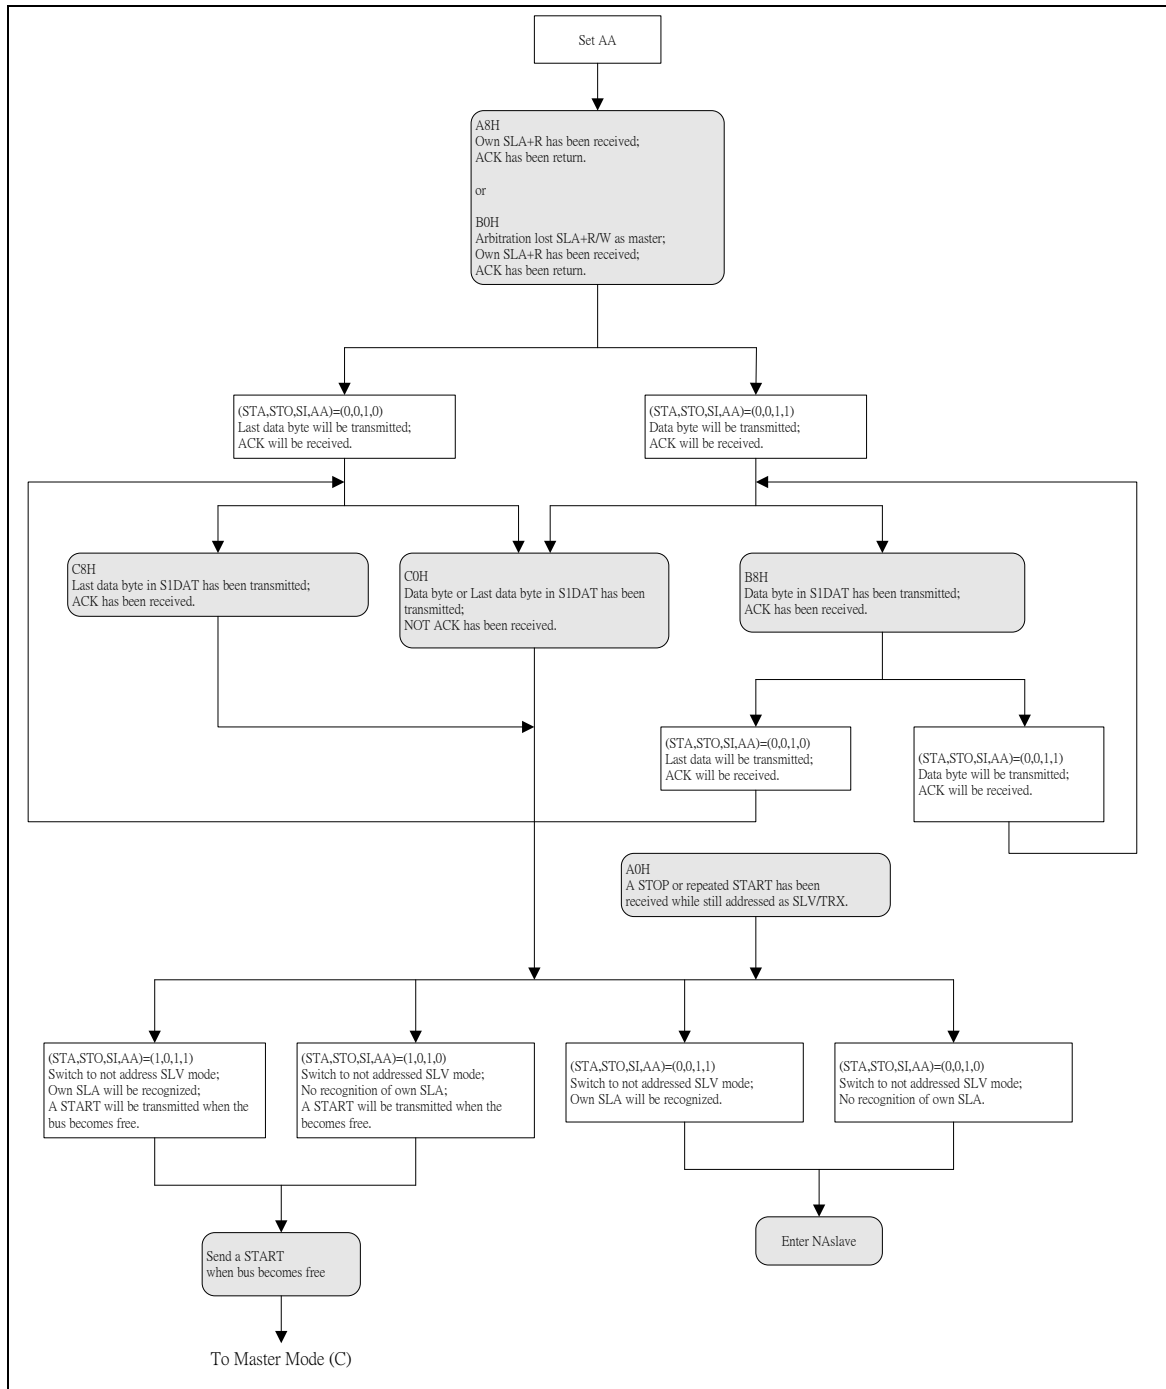 Set AA
A8H
Own SLA+R has been received;
ACK has been return.
or
B0H
Arbitration lost SLA+R/W as master;
Own SLA+R has been received;
ACK has been return.
(STA,STO,SI,AA)=(0,0,1,0)
Last data byte will be transmitted;
ACK will be received.
(STA,STO,SI,AA)=(0,0,1,1)
Data byte will be transmitted;
ACK will be received.
C8H
Last data byte in S1DAT has been transmitted;
ACK has been received.
C0H
Data byte or Last data byte in S1DAT has been
transmitted;
NOT ACK has been received.
B8H
Data byte in S1DAT has been transmitted;
ACK has been received.
(STA,STO,SI,AA)=(0,0,1,0)
Last data will be transmitted;
ACK will be received.
(STA,STO,SI,AA)=(0,0,1,1)
Data byte will be transmitted;
ACK will be received.
A0H
A STOP or repeated START has been
received while still addressed as SLV/TRX.
(STA,STO,SI,AA)=(1,0,1,1)
Switch to not address SLV mode;
Own SLA will be recognized;
A START will be transmitted when the
bus becomes free.
(STA,STO,SI,AA)=(1,0,1,0)
Switch to not addressed SLV mode;
No recognition of own SLA;
A START will be transmitted when the
becomes free.
(STA,STO,SI,AA)=(0,0,1,1)
Switch to not addressed SLV mode;
Own SLA will be recognized.
(STA,STO,SI,AA)=(0,0,1,0)
Switch to not addressed SLV mode;
No recognition of own SLA.
Send a START
when bus becomes free
Enter NAslave
To Master Mode (C)